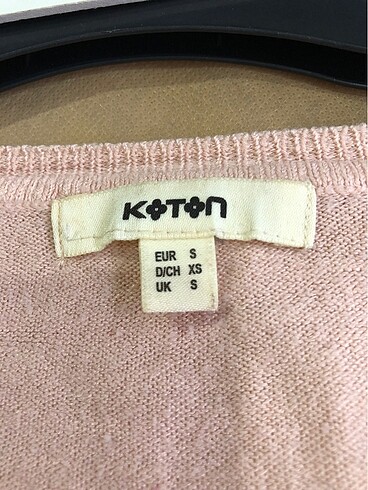 KOTON
EUR S
D/CH XS
UK S